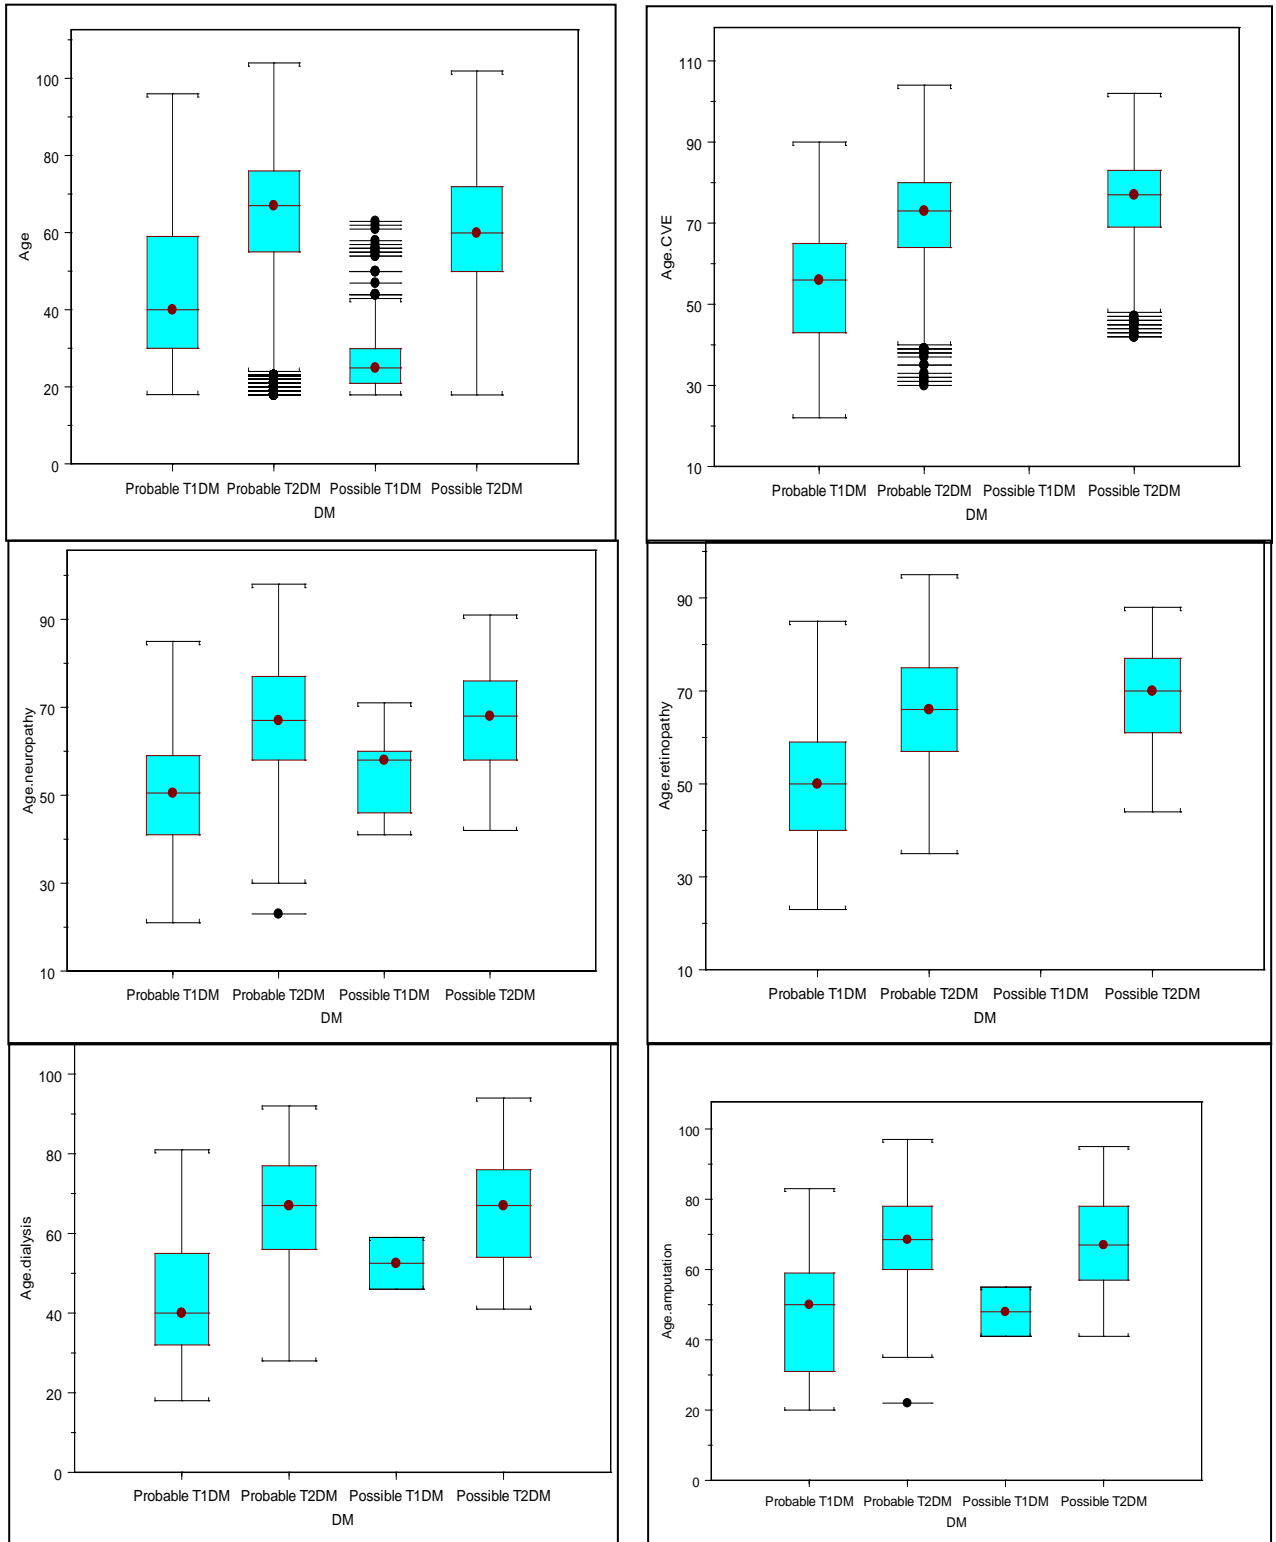 Age
100
80
60
40
20
0
Probable T1DM Probable T2DM Possible T1DM Possible T2DM
DM
Age.CVE
110
90
70
50
30
10
Probable T1DM Probable T2DM Possible T1DM Possible T2DM
DM
Age.neuropathy
90
70
50
30
10
Probable T1DM Probable T2DM Possible T1DM Possible T2DM
DM
Age.retinopathy
90
70
50
30
10
Probable T1DM Probable T2DM Possible T1DM Possible T2DM
DM
Age.dialysis
100
80
60
40
20
0
Probable T1DM Probable T2DM Possible T1DM Possible T2DM
DM
Age.amputation
100
80
60
40
20
0
Probable T1DM Probable T2DM Possible T1DM Possible T2DM
DM